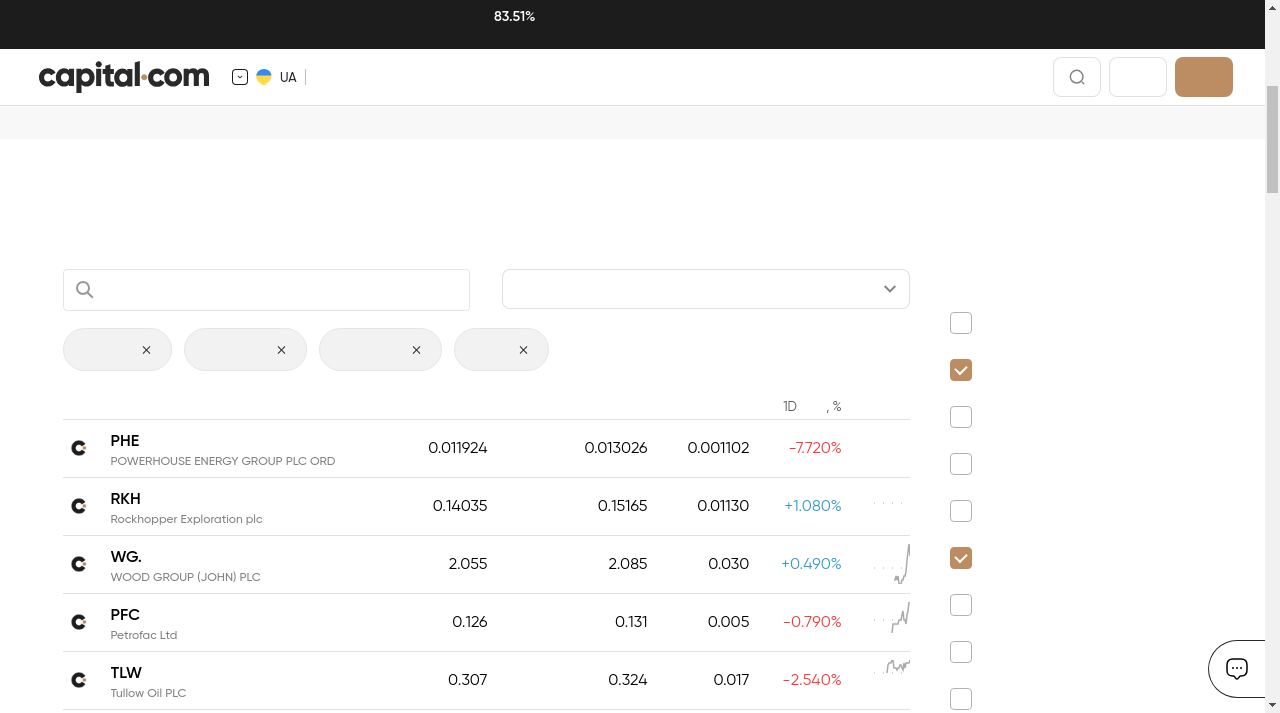 83.51%
capital.com
UA
1D , %
PHE 0.011924 0.013026 0.001102 -7.720%
POWERHOUSE ENERGY GROUP PLC ORD
RKH 0.14035 0.15165 0.01130 +1.080%
Rockhopper Exploration plc
WG. 2.055 2.085 0.030 +0.490%
WOOD GROUP (JOHN) PLC
PFC 0.126 0.131 0.005 -0.790%
Petrofac Ltd
TLW 0.307 0.324 0.017 -2.540%
Tullow Oil PLC